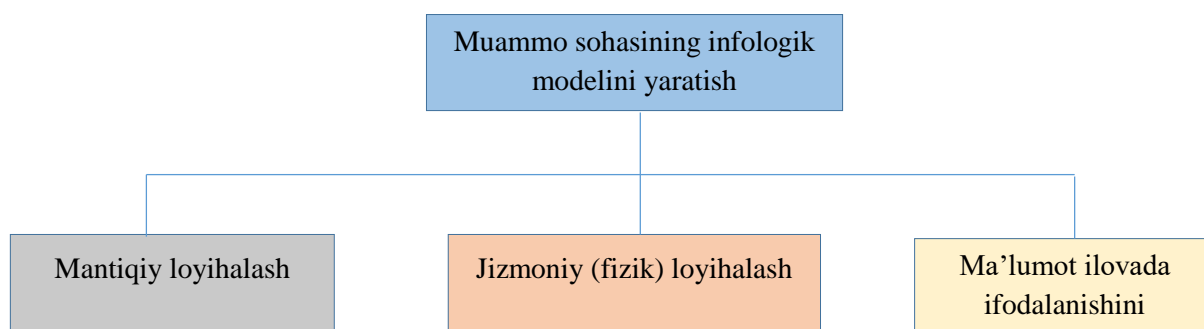 Muammo sohasining infologik
modelini yaratish
Mantiqiy loyihalash
Jizmoniy (fizik) loyihalash
Ma’lumot ilovada
ifodalanishini